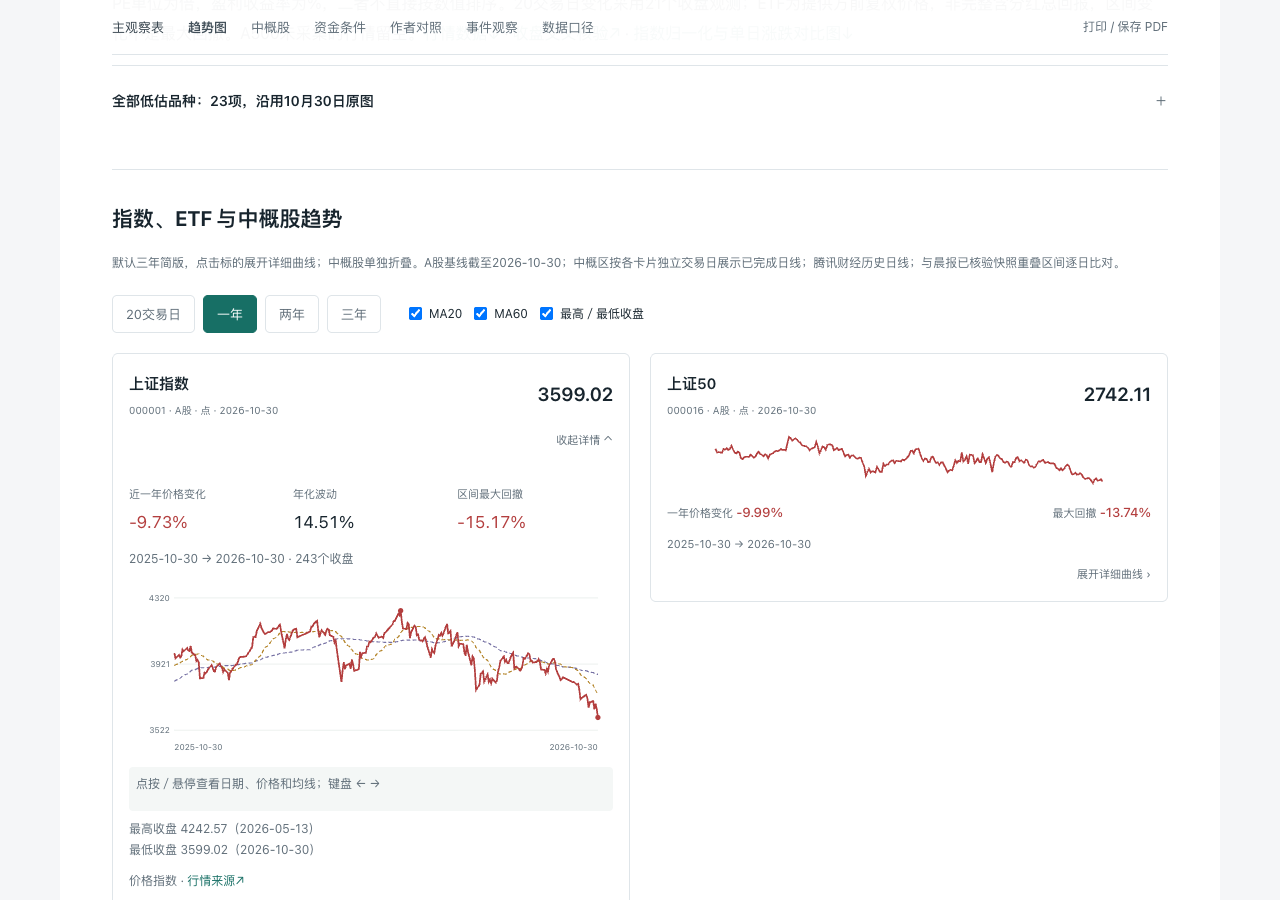 主观察表 趋势图 中概股 资金条件 作者对照 事件观察 数据口径 打印 / 保存 PDF
全部低估品种：23项，沿用10月30日原图 +
指数、ETF 与中概股趋势
默认三年简版，点击标的展开详细曲线；中概股单独折叠。A股基线截至2026-10-30；中概区按各卡片独立交易日展示已完成日线；腾讯财经历史日线；与晨报已核验快照重叠区间逐日比对。
20交易日 一年 两年 三年 MA20 MA60 最高 / 最低收盘
上证指数
000001 · A股 · 点 · 2026-10-30
3599.02
收起详情
近一年价格变化 年化波动 区间最大回撤
-9.73% 14.51% -15.17%
2025-10-30 → 2026-10-30 · 243个收盘
4320
3921
3522
2025-10-30 2026-10-30
点按 / 悬停查看日期、价格和均线；键盘 ← →
最高收盘 4242.57（2026-05-13）
最低收盘 3599.02（2026-10-30）
价格指数 · 行情来源↗
上证50
000016 · A股 · 点 · 2026-10-30
2742.11
一年价格变化 -9.99% 最大回撤 -13.74%
2025-10-30 → 2026-10-30
展开详细曲线 ›